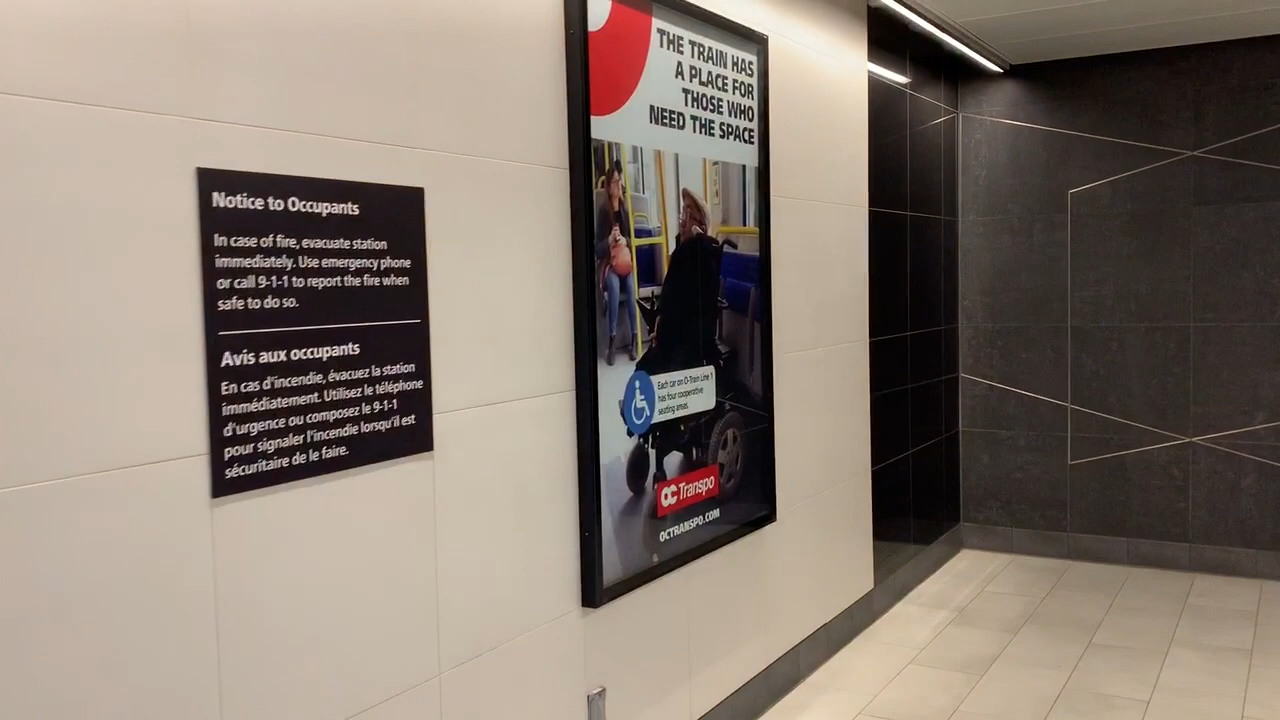 Notice to Occupants
In case of fire, evacuate station
immediately. Use emergency phone
or call 9-1-1 to report the fire when
safe to do so.
Avis aux occupants
En cas d'incendie, évacuez la station
immédiatement. Utilisez le téléphone
d'urgence ou composez le 9-1-1
pour signaler l'incendie lorsqu'il est
sécuritaire de le faire.
THE TRAIN HAS
A PLACE FOR
THOSE WHO
NEED THE SPACE
Each car on O-Train Line 1
has four cooperative
seating areas.
OC Transpo
OCTRANSPO.COM